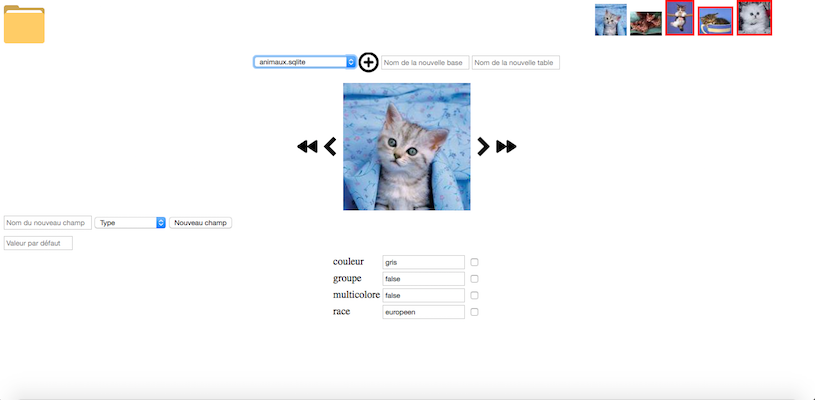 animaux.sqlite Nom de la nouvelle base Nom de la nouvelle table
Nom du nouveau champ Type Nouveau champ
Valeur par défaut
couleur gris
groupe false
multicolore false
race europeen